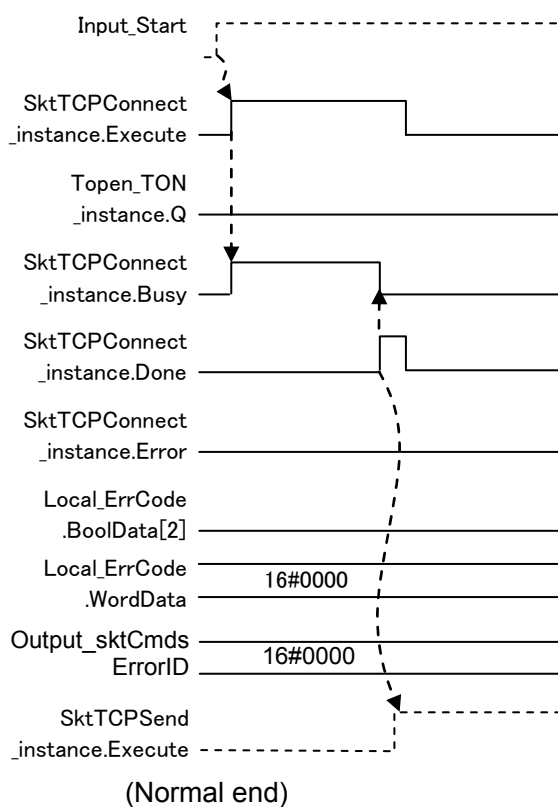 Input_Start
SktTCPConnect
_instance.Execute
Topen_TON
_instance.Q
SktTCPConnect
_instance.Busy
SktTCPConnect
_instance.Done
SktTCPConnect
_instance.Error
Local_ErrCode
.BoolData[2]
Local_ErrCode
.WordData
16#0000
Output_sktCmds
ErrorID
16#0000
SktTCPSend
_instance.Execute
(Normal end)